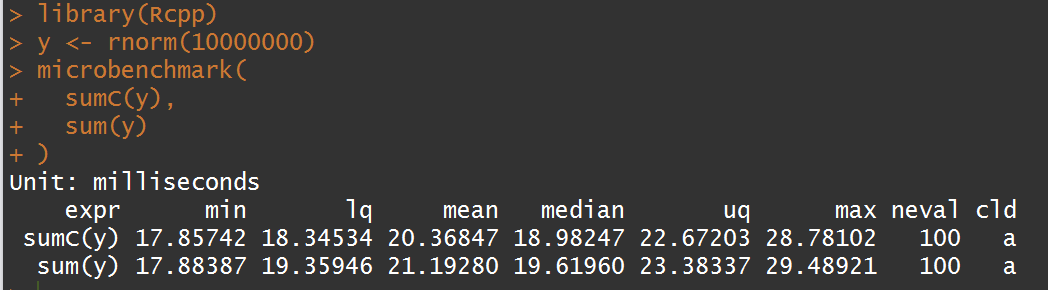 > library(Rcpp)
> y <- rnorm(10000000)
> microbenchmark(
+   sumC(y),
+   sum(y)
+ )
Unit: milliseconds
    expr      min       lq     mean   median       uq      max neval cld
 sumC(y) 17.85742 18.34534 20.36847 18.98247 22.67203 28.78102   100   a
  sum(y) 17.88387 19.35946 21.19280 19.61960 23.38337 29.48921   100   a